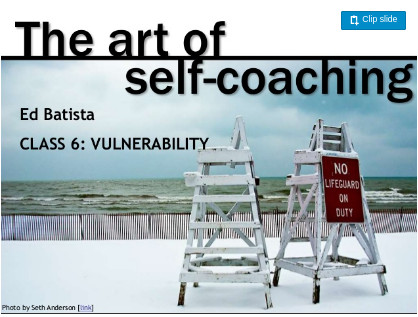 The art of
Clip slide
self-coaching
Ed Batista
CLASS 6: VULNERABILITY
NO
LIFEGUARD
ON
DUTY
Photo by Seth Anderson [link]